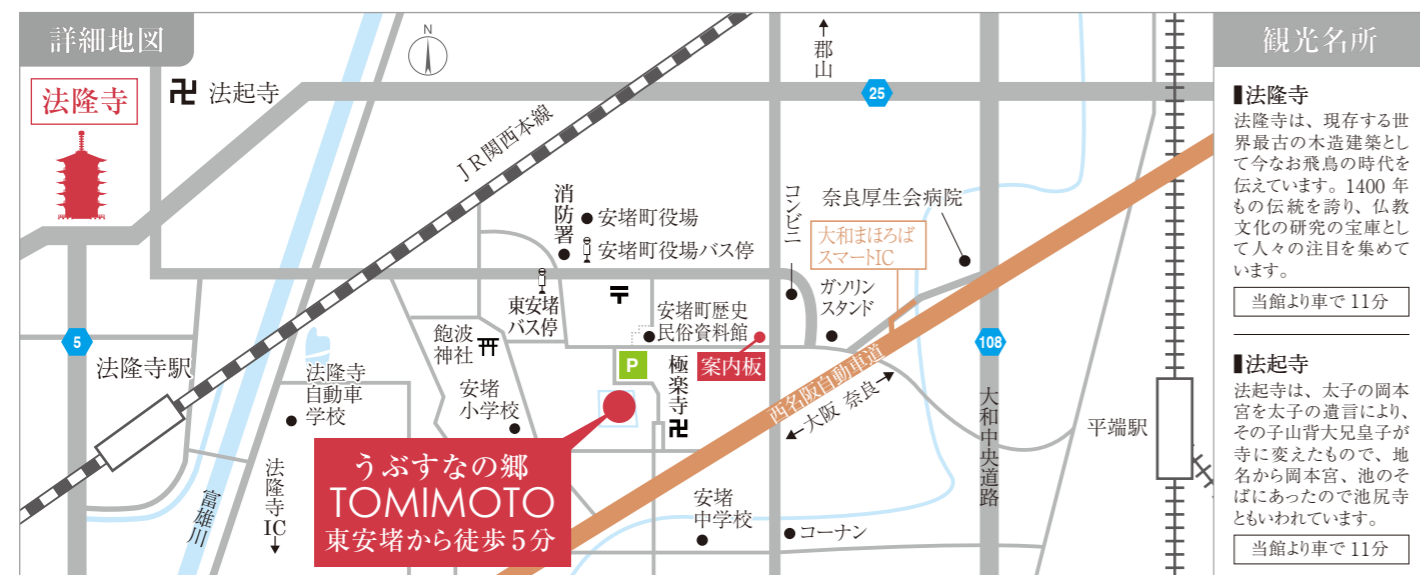 詳細地図
法隆寺
卍 法起寺
N
郡山
25
JR関西本線
消防署
安堵町役場
安堵町役場バス停
コンビニ
奈良厚生会病院
大和まほろば
スマートIC
ガソリン
スタンド
東安堵
バス停
〒
安堵町歴史
民俗資料館
飽波
神社
5
法隆寺駅
法隆寺
自動車
学校
安堵
小学校
P
極楽寺
卍
案内板
西名阪自動車道
大阪 奈良
108
大和中央道路
平端駅
うぶすなの郷
TOMIMOTO
東安堵から徒歩5分
法隆寺IC
富雄川
安堵
中学校
コーナン
観光名所
▮法隆寺
法隆寺は、現存する世
界最古の木造建築とし
て今なお飛鳥の時代を
伝えています。1400 年
もの伝統を誇り、仏教
文化の研究の宝庫とし
て人々の注目を集めて
います。
当館より車で 11分
▮法起寺
法起寺は、太子の岡本
宮を太子の遺言により、
その子山背大兄皇子が
寺に変えたもので、地
名から岡本宮、池のそ
ばにあったので池尻寺
ともいわれています。
当館より車で 11分